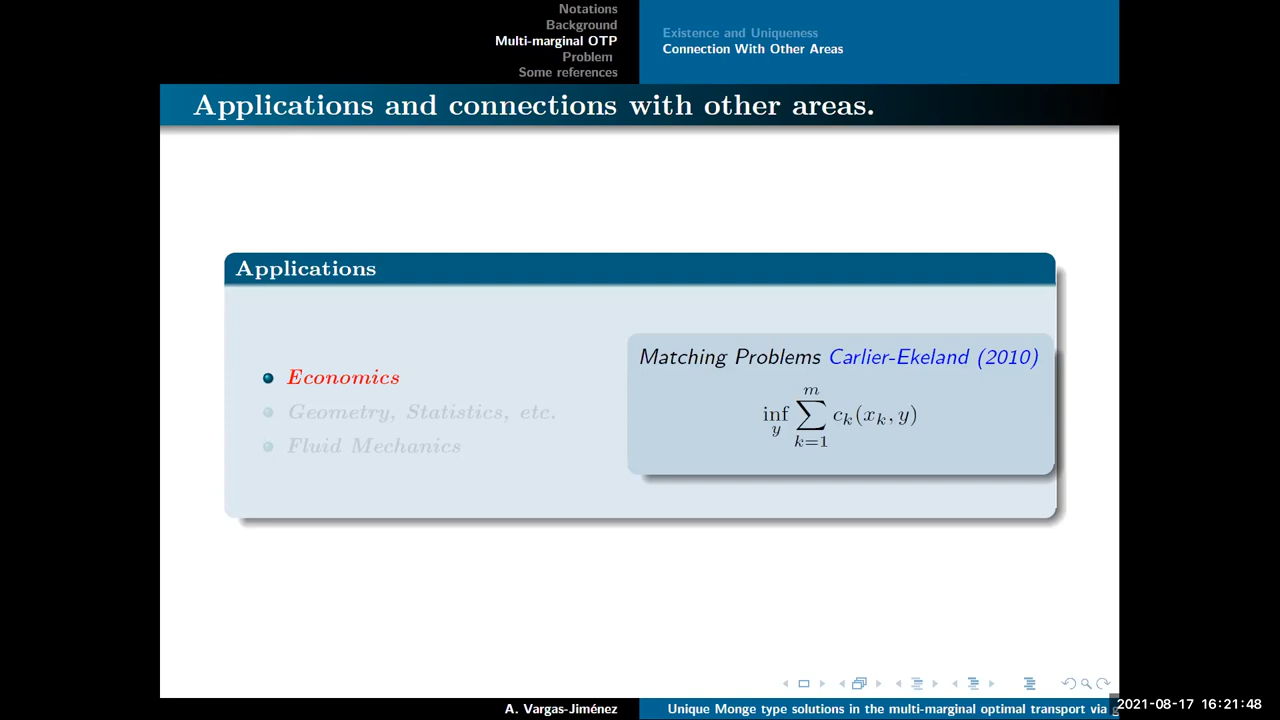 Notations
Background
Multi-marginal OTP
Problem
Some references
Existence and Uniqueness
Connection With Other Areas
Applications and connections with other areas.
Applications
Economics
Geometry, Statistics, etc.
Fluid Mechanics
Matching Problems Carlier-Ekeland (2010)
inf_y ∑_{k=1}^{m} c_k(x_k, y)
A. Vargas-Jiménez
Unique Monge type solutions in the multi-marginal optimal transport via g
2021-08-17 16:21:48